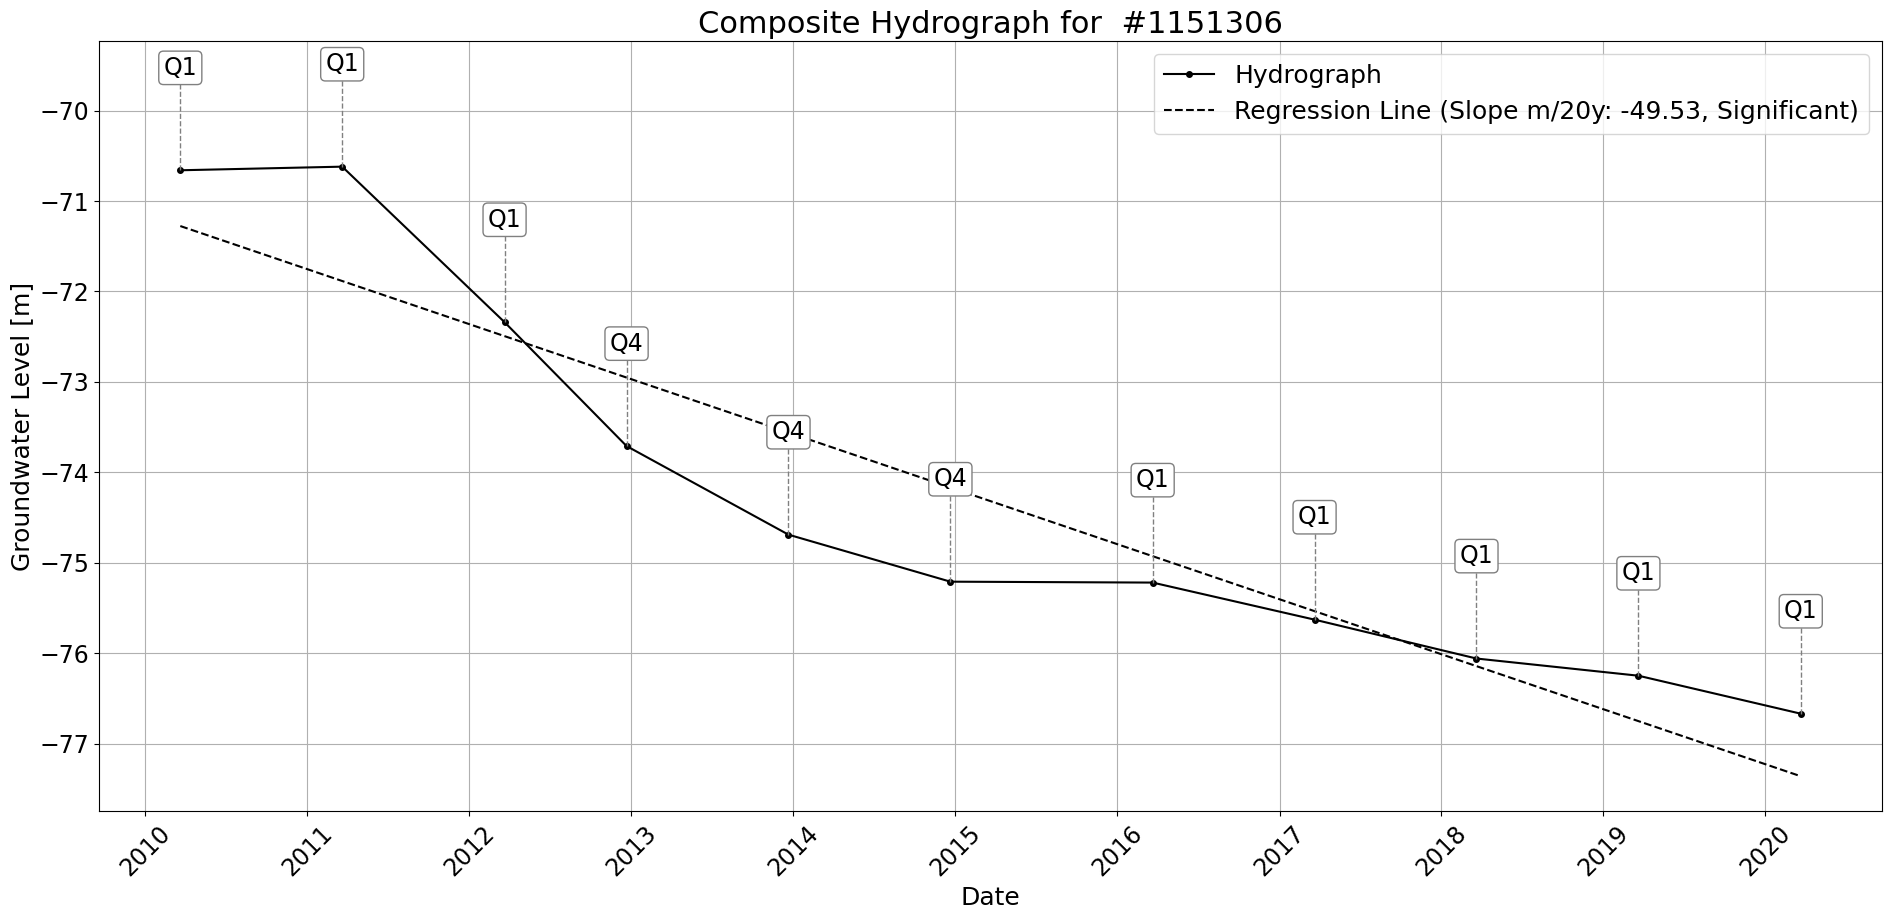 Composite Hydrograph for  #1151306
Hydrograph
Regression Line (Slope m/20y: -49.53, Significant)
Q1
Q1
Q1
Q4
Q4
Q4
Q1
Q1
Q1
Q1
Q1
Groundwater Level [m]
−70
−71
−72
−73
−74
−75
−76
−77
2010
2011
2012
2013
2014
2015
2016
2017
2018
2019
2020
Date